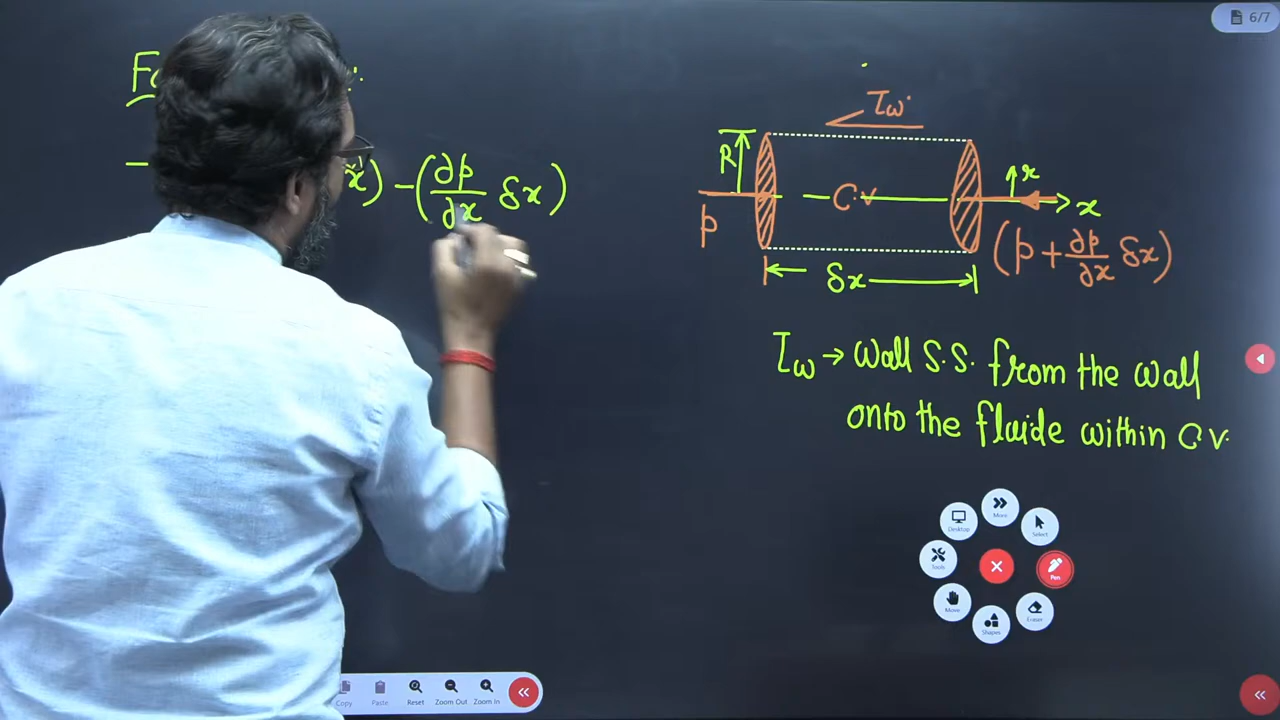 6/7
τω
R
C.V
r
x
p
(p + ∂p/∂x δx)
δx
x) − (∂p/∂x δx)
τω → Wall S.S. from the wall
onto the fluide within C V.
More
Desktop
Select
Tools
Pen
Move
Eraser
Shapes
Copy Paste Reset Zoom Out Zoom In